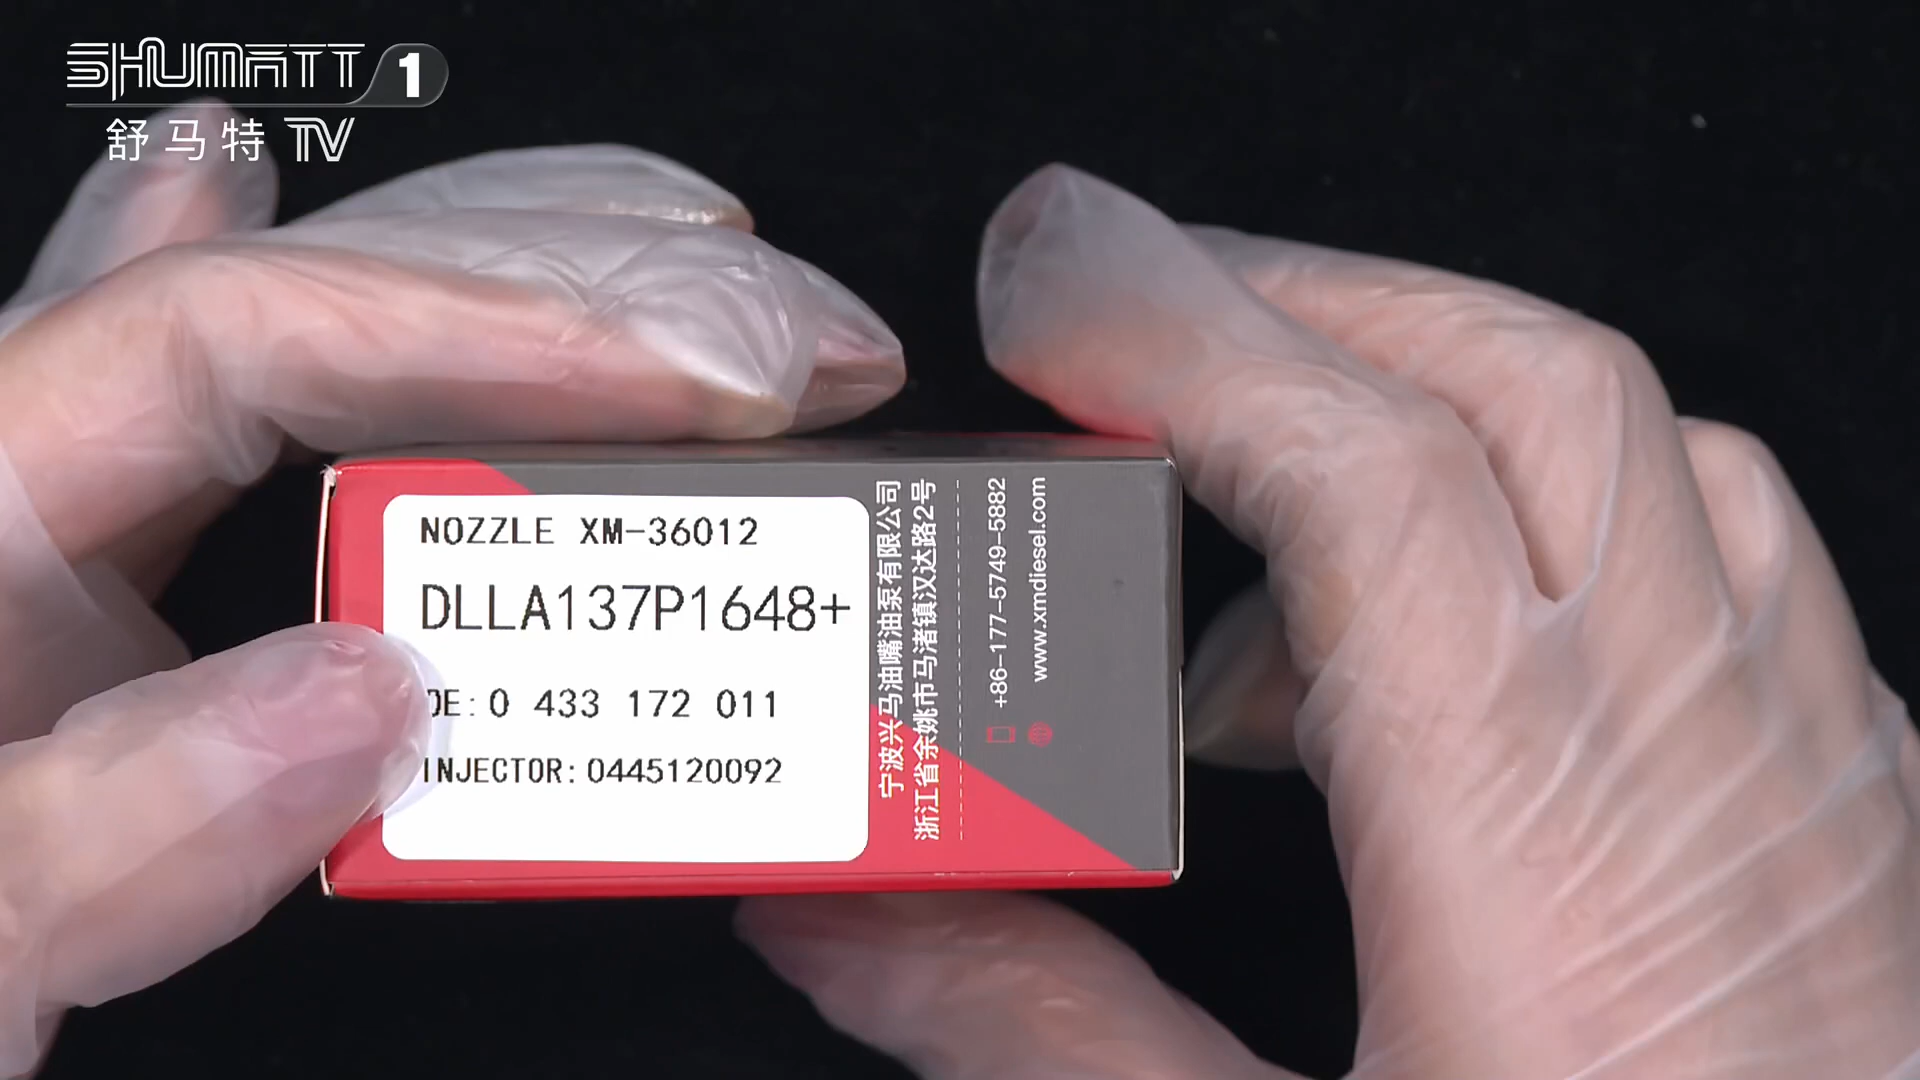 SHUMATT 1
舒马特 TV
NOZZLE XM-36012
DLLA137P1648+
OE:0 433 172 011
INJECTOR:0445120092
宁波兴马油嘴油泵有限公司
浙江省余姚市马渚镇汉达路2号
+86-177-5749-5882
www.xmdiesel.com